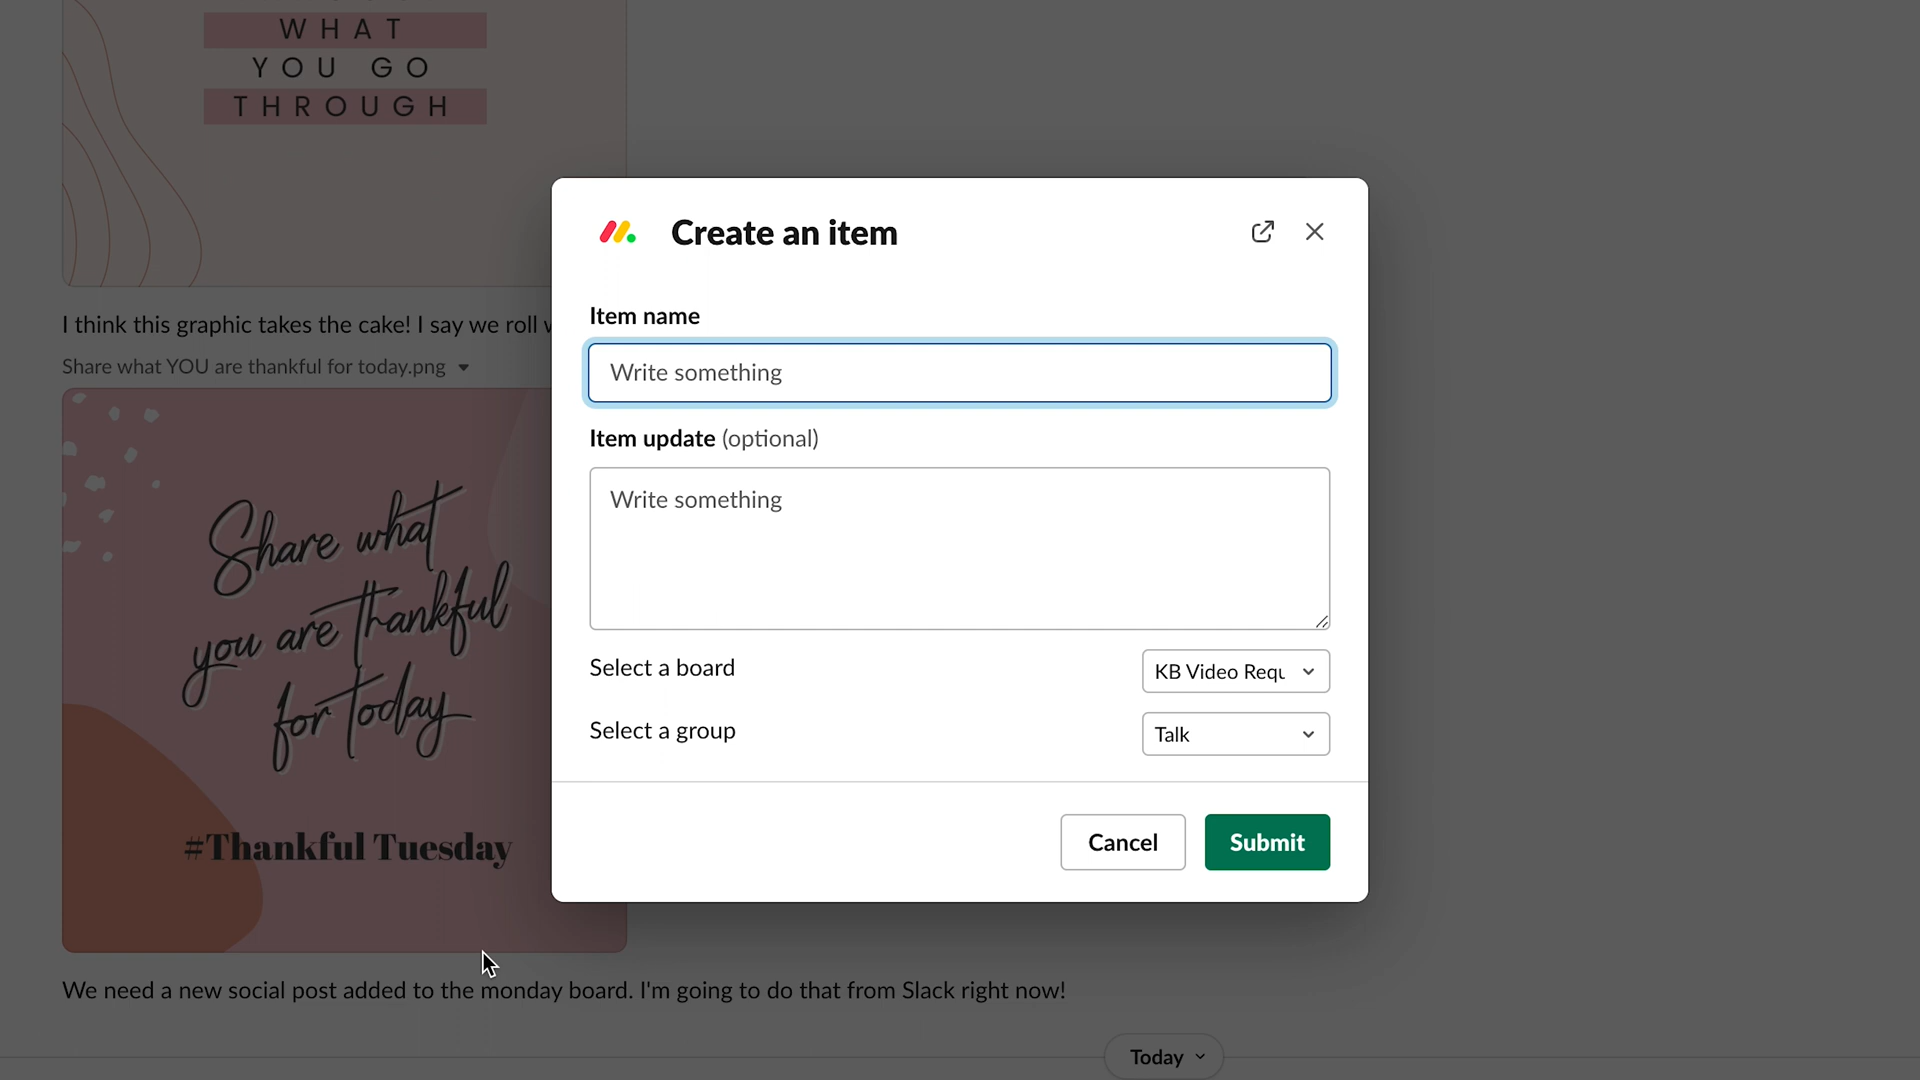 WHAT
YOU GO
THROUGH
I think this graphic takes the cake! I say we roll
Share what YOU are thankful for today.png
Share what
you are thankful
for today
#Thankful Tuesday
We need a new social post added to the monday board. I'm going to do that from Slack right now!
Today
Create an item
Item name
Write something
Item update (optional)
Write something
Select a board
KB Video Requ
Select a group
Talk
Cancel
Submit